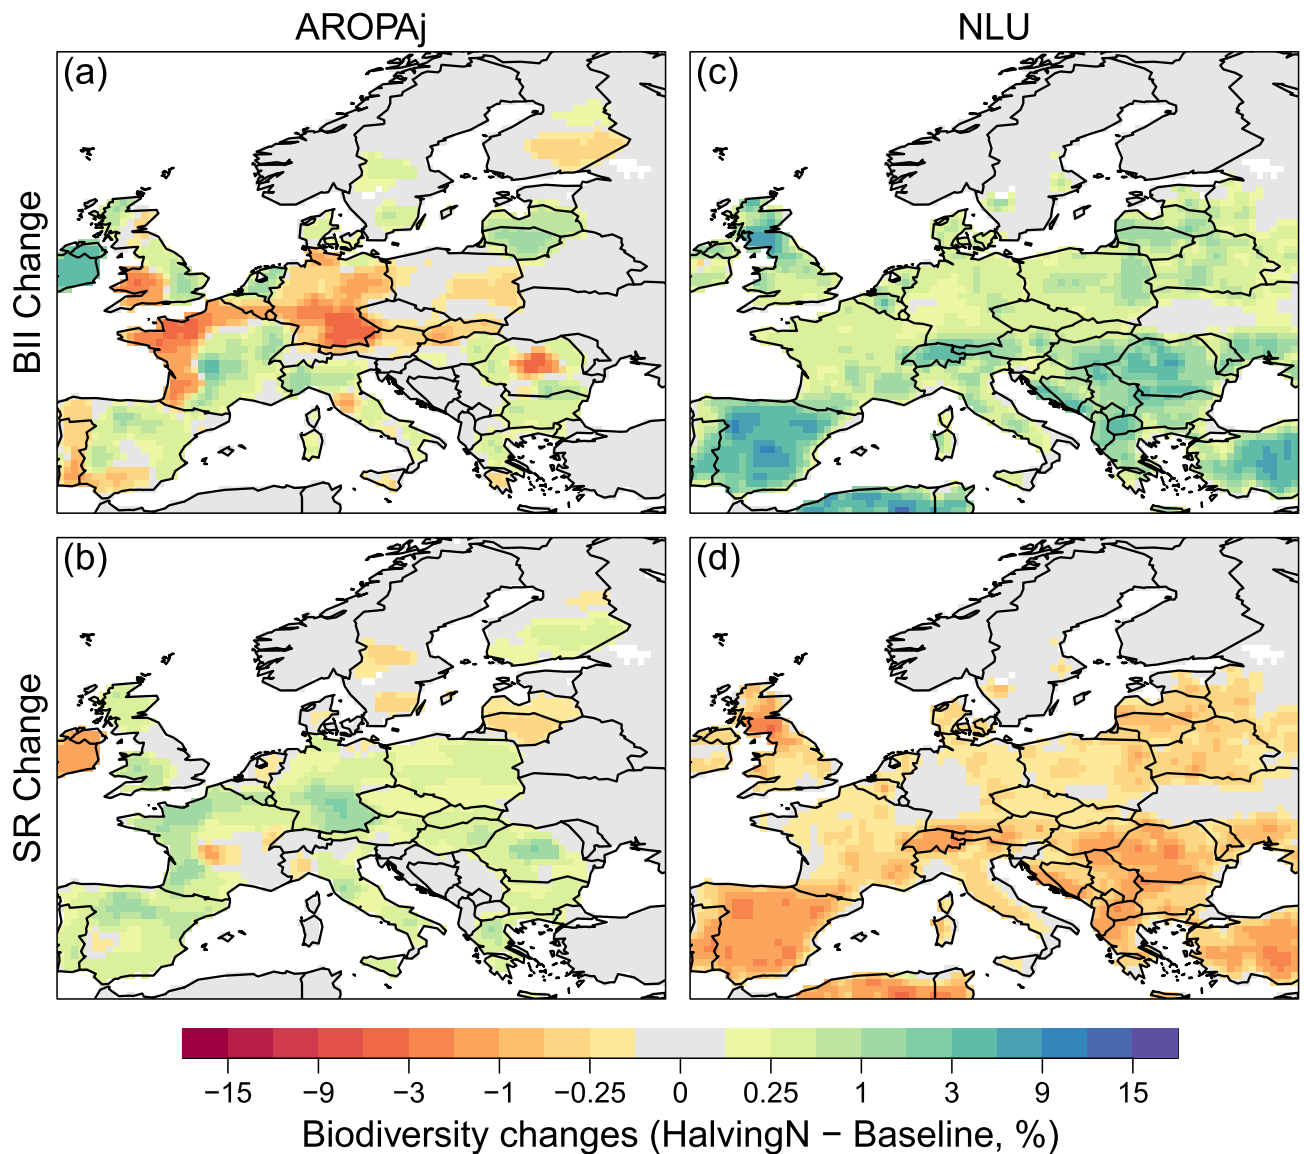 AROPAj
NLU
(a)
(c)
BII Change
(b)
(d)
SR Change
−15 −9 −3 −1 −0.25 0 0.25 1 3 9 15
Biodiversity changes (HalvingN − Baseline, %)